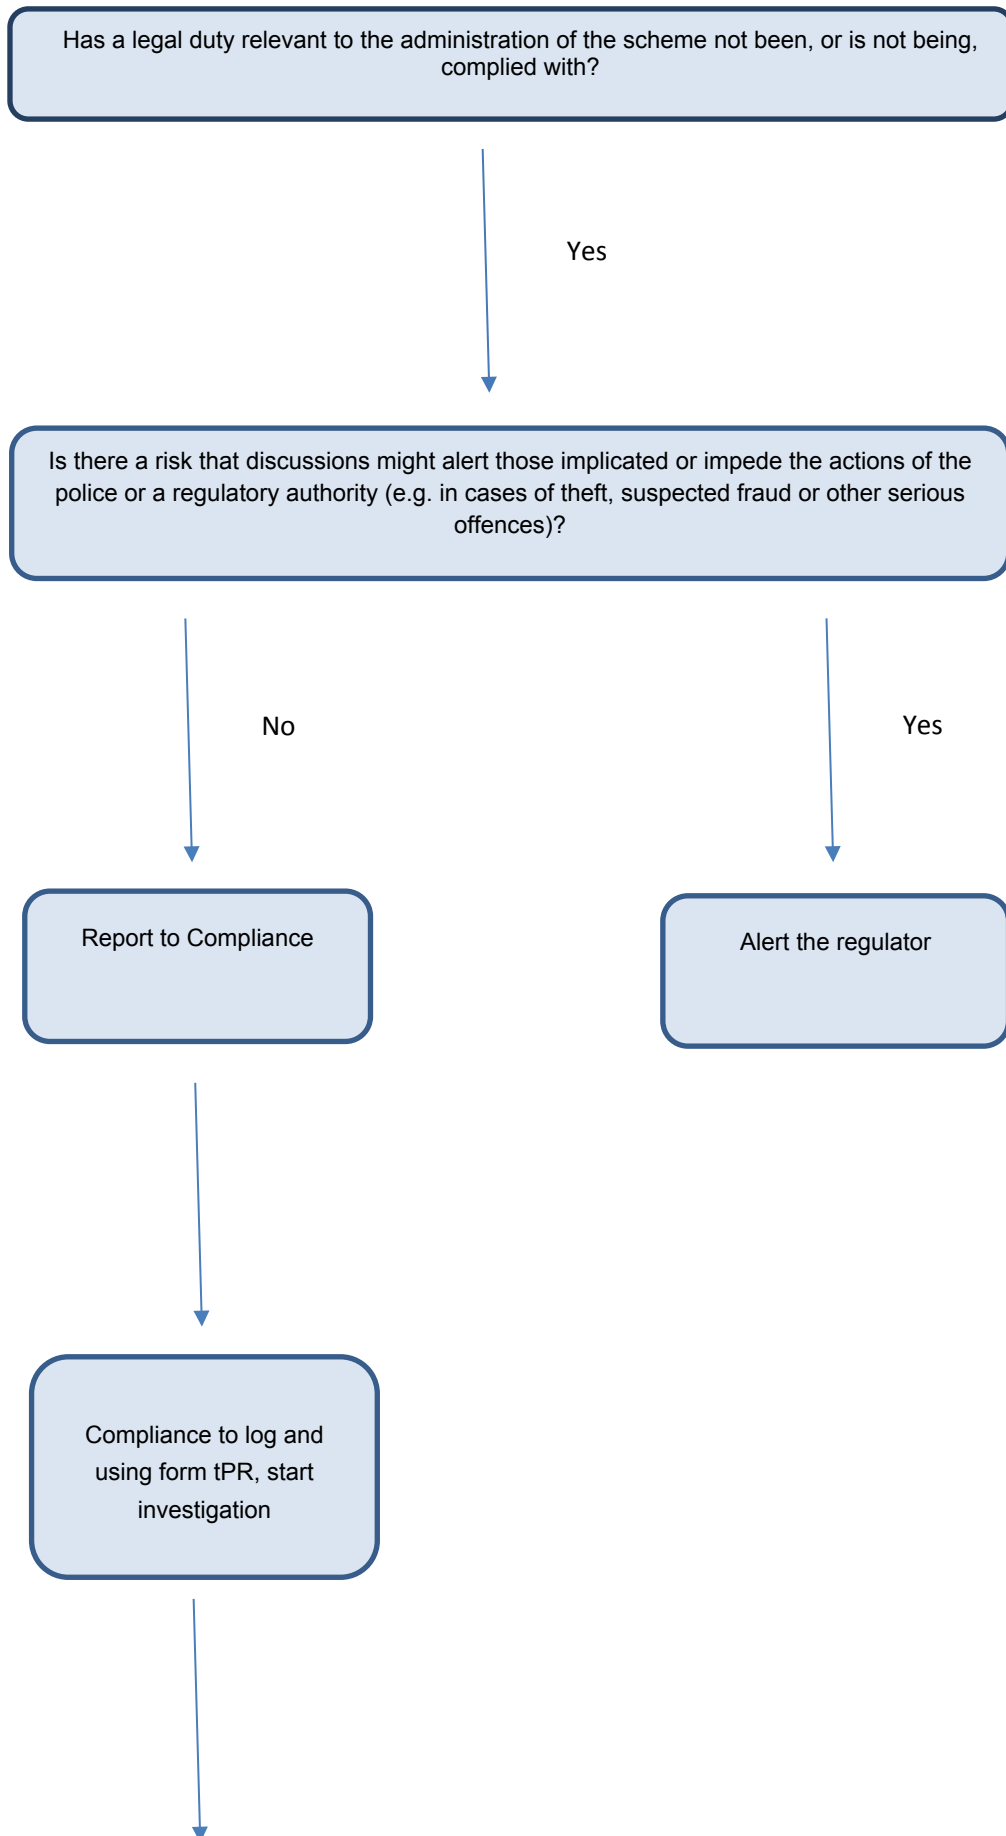 Has a legal duty relevant to the administration of the scheme not been, or is not being,
complied with?
Yes
Is there a risk that discussions might alert those implicated or impede the actions of the
police or a regulatory authority (e.g. in cases of theft, suspected fraud or other serious
offences)?
No
Yes
Report to Compliance
Alert the regulator
Compliance to log and
using form tPR, start
investigation